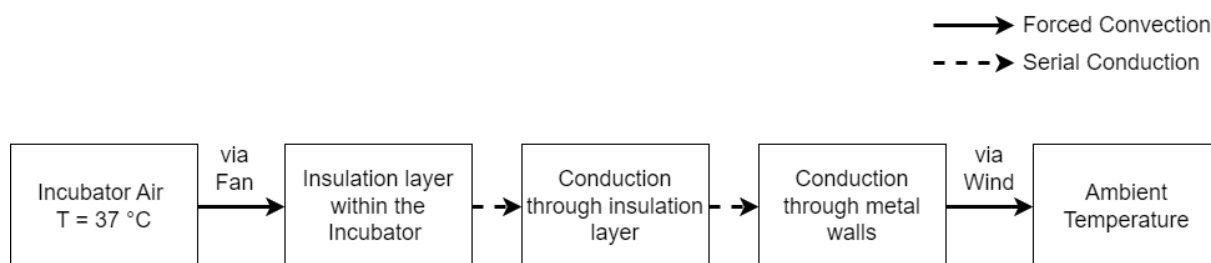 Forced Convection
Serial Conduction
via
Fan
via
Wind
Incubator Air
T = 37 °C
Insulation layer
within the
Incubator
Conduction
through insulation
layer
Conduction
through metal
walls
Ambient
Temperature